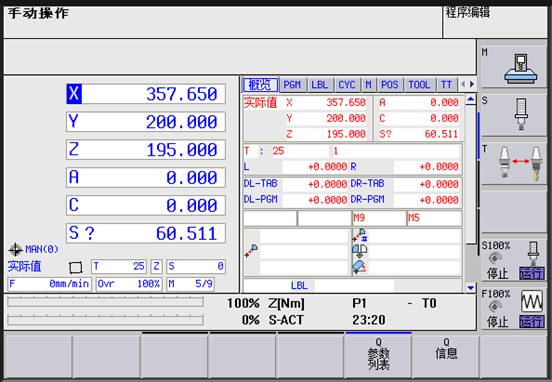 手动操作
程序编辑
X 357.650
Y 200.000
Z 195.000
A 0.000
C 0.000
S ? 60.511
MAN(0)
实际值 T 25 Z S 0
F 0mm/min Ovr 100% M 5/9
概览 PGM LBL CYC M POS TOOL TT
实际值 X 357.650 A 0.000
Y 200.000 C 0.000
Z 195.000 S? 60.511
T : 25 1
L +0.0000 R +0.0000
DL-TAB +0.0000 DR-TAB +0.0000
DL-PGM +0.0000 DR-PGM +0.0000
M9 M5
LBL
100% Z[Nm] P1 - T0
0% S-ACT 23:20
M
S
T
S100%
停止 运行
F100%
停止 运行
Q
参数
列表
Q
信息